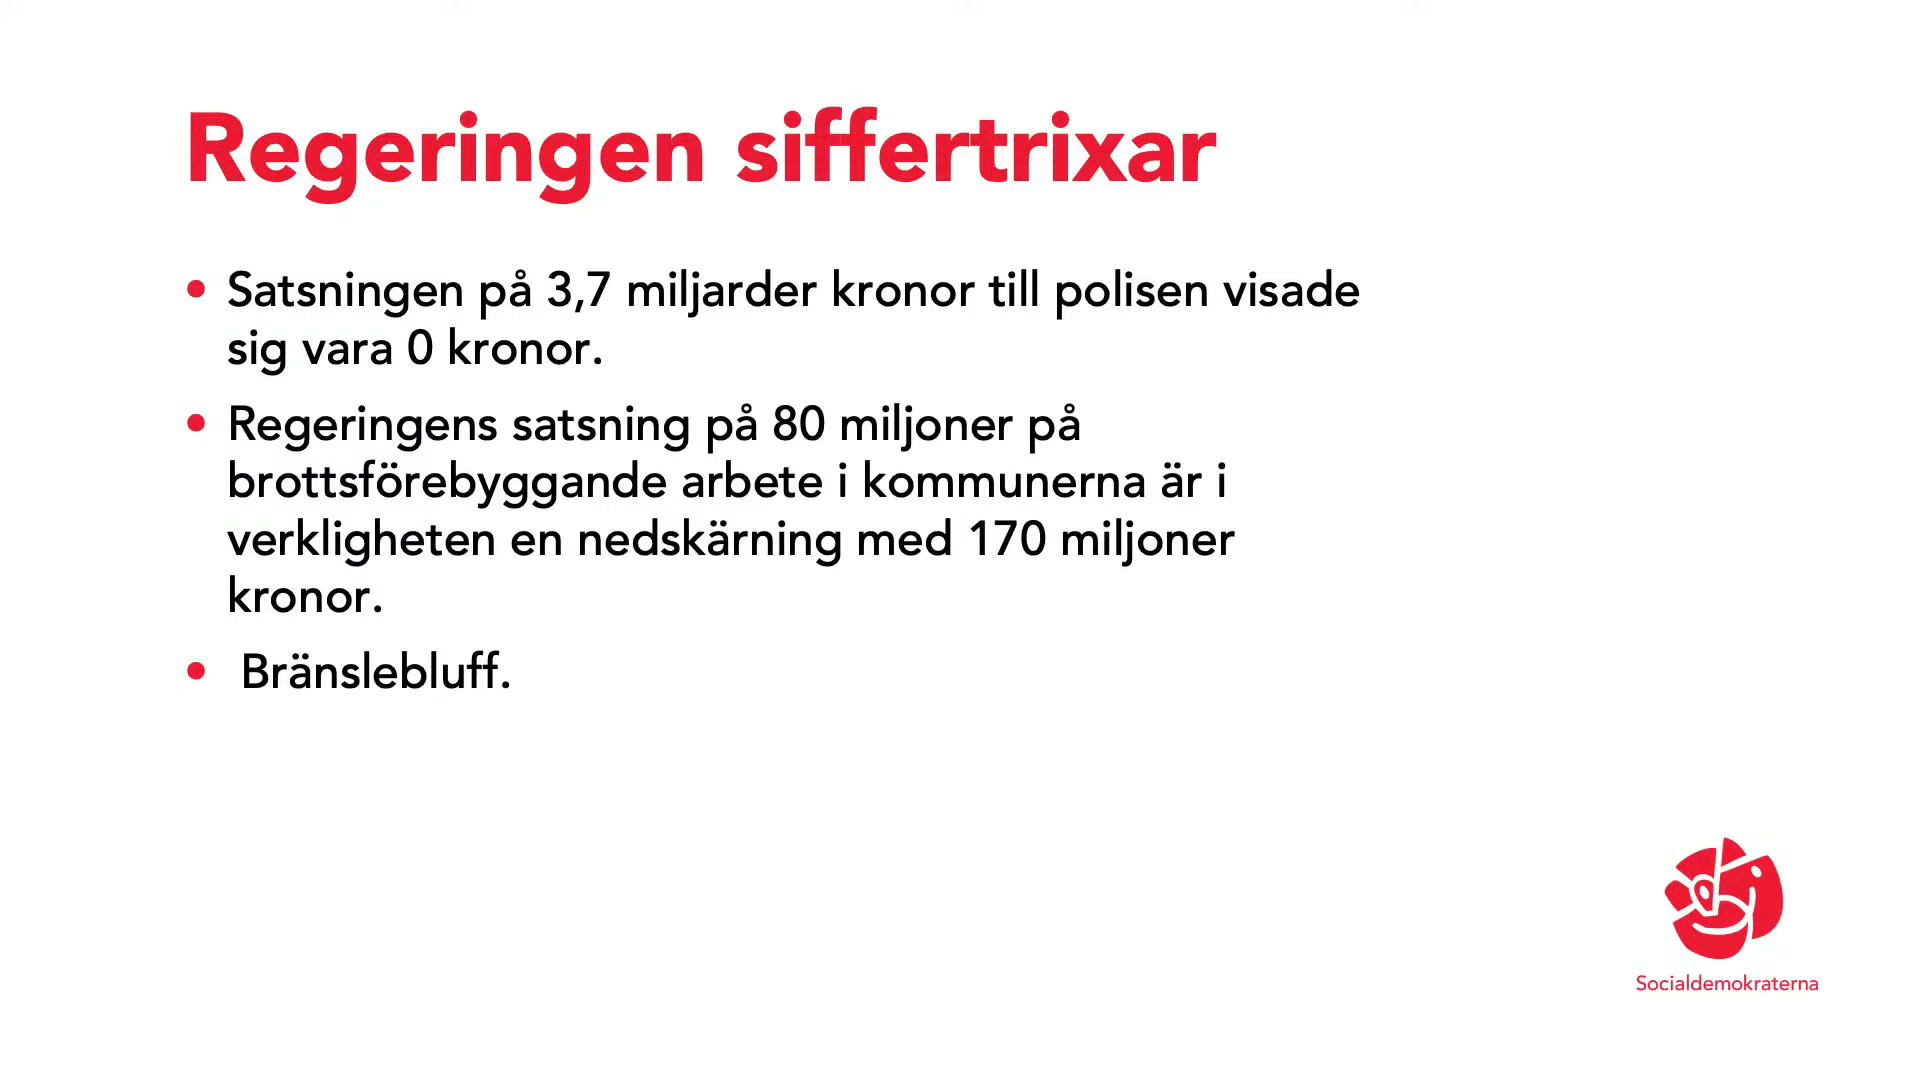 Regeringen siffertrixar
• Satsningen på 3,7 miljarder kronor till polisen visade
sig vara 0 kronor.
• Regeringens satsning på 80 miljoner på
brottsförebyggande arbete i kommunerna är i
verkligheten en nedskärning med 170 miljoner
kronor.
• Bränslebluff.
Socialdemokraterna